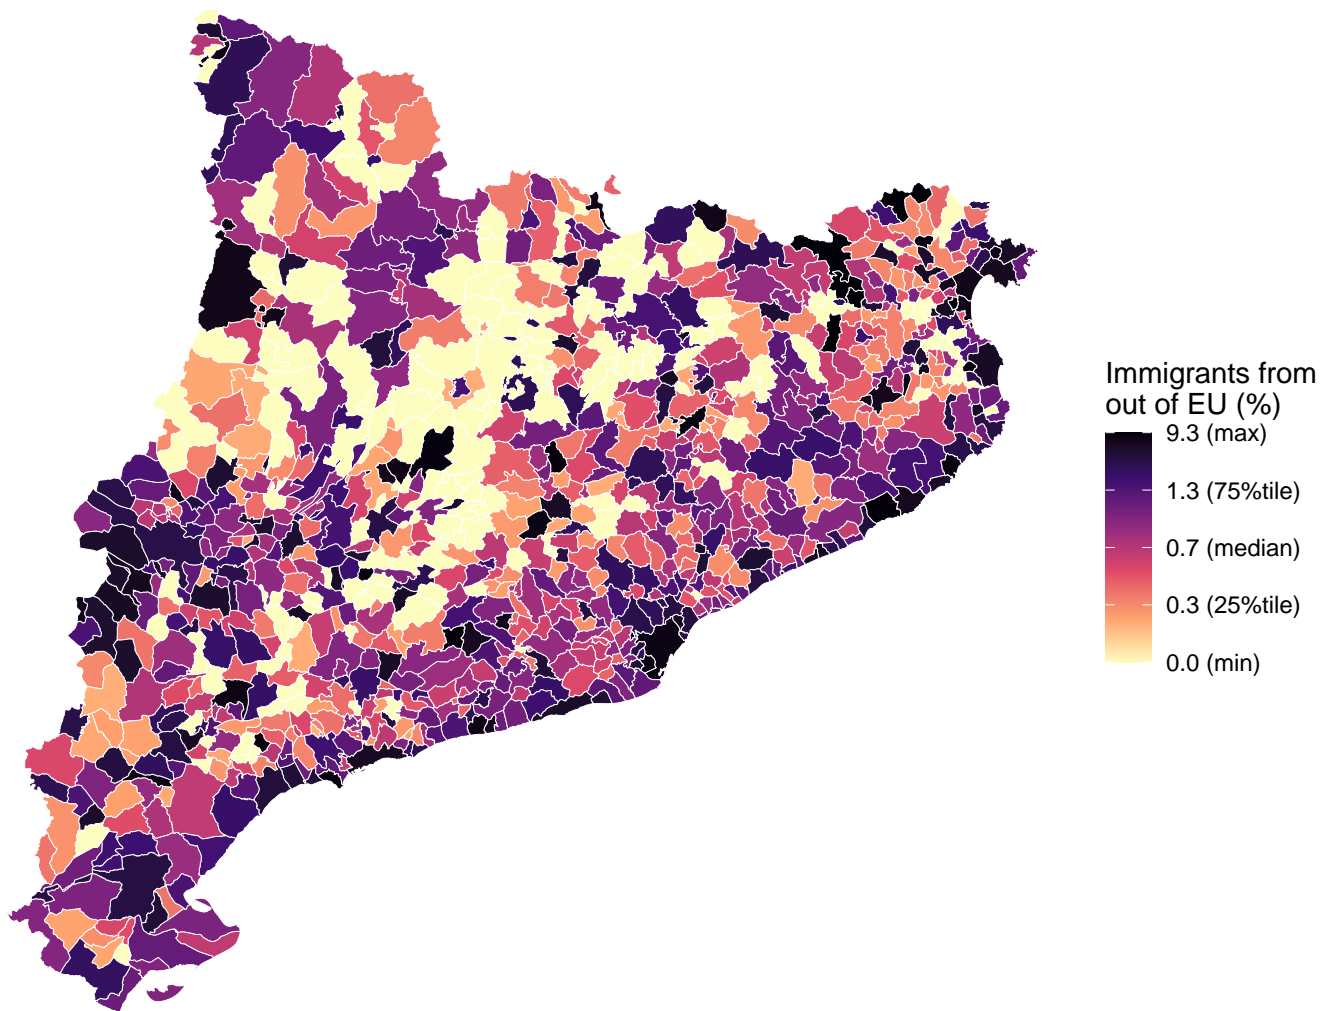 Immigrants from
out of EU (%)
9.3 (max)
1.3 (75%tile)
0.7 (median)
0.3 (25%tile)
0.0 (min)